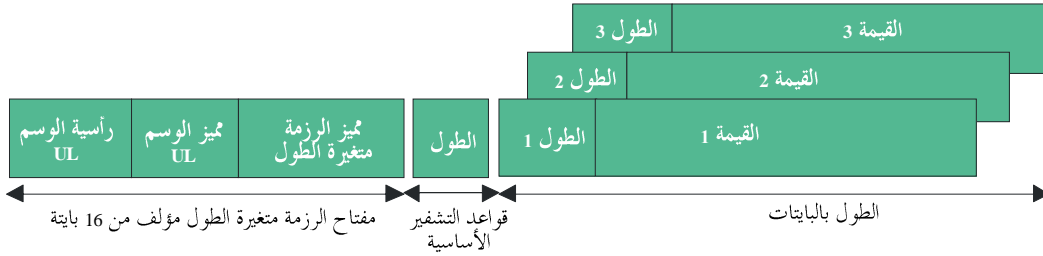 الطول 3
القيمة 3
الطول 2
القيمة 2
رأسية الوسم
UL
مميز الوسم
UL
مميز الرزمة
متغيرة الطول
الطول
الطول 1
القيمة 1
مفتاح الرزمة متغيرة الطول مؤلف من 16 بايتة
قواعد التشفير
الأساسية
الطول بالبايتات